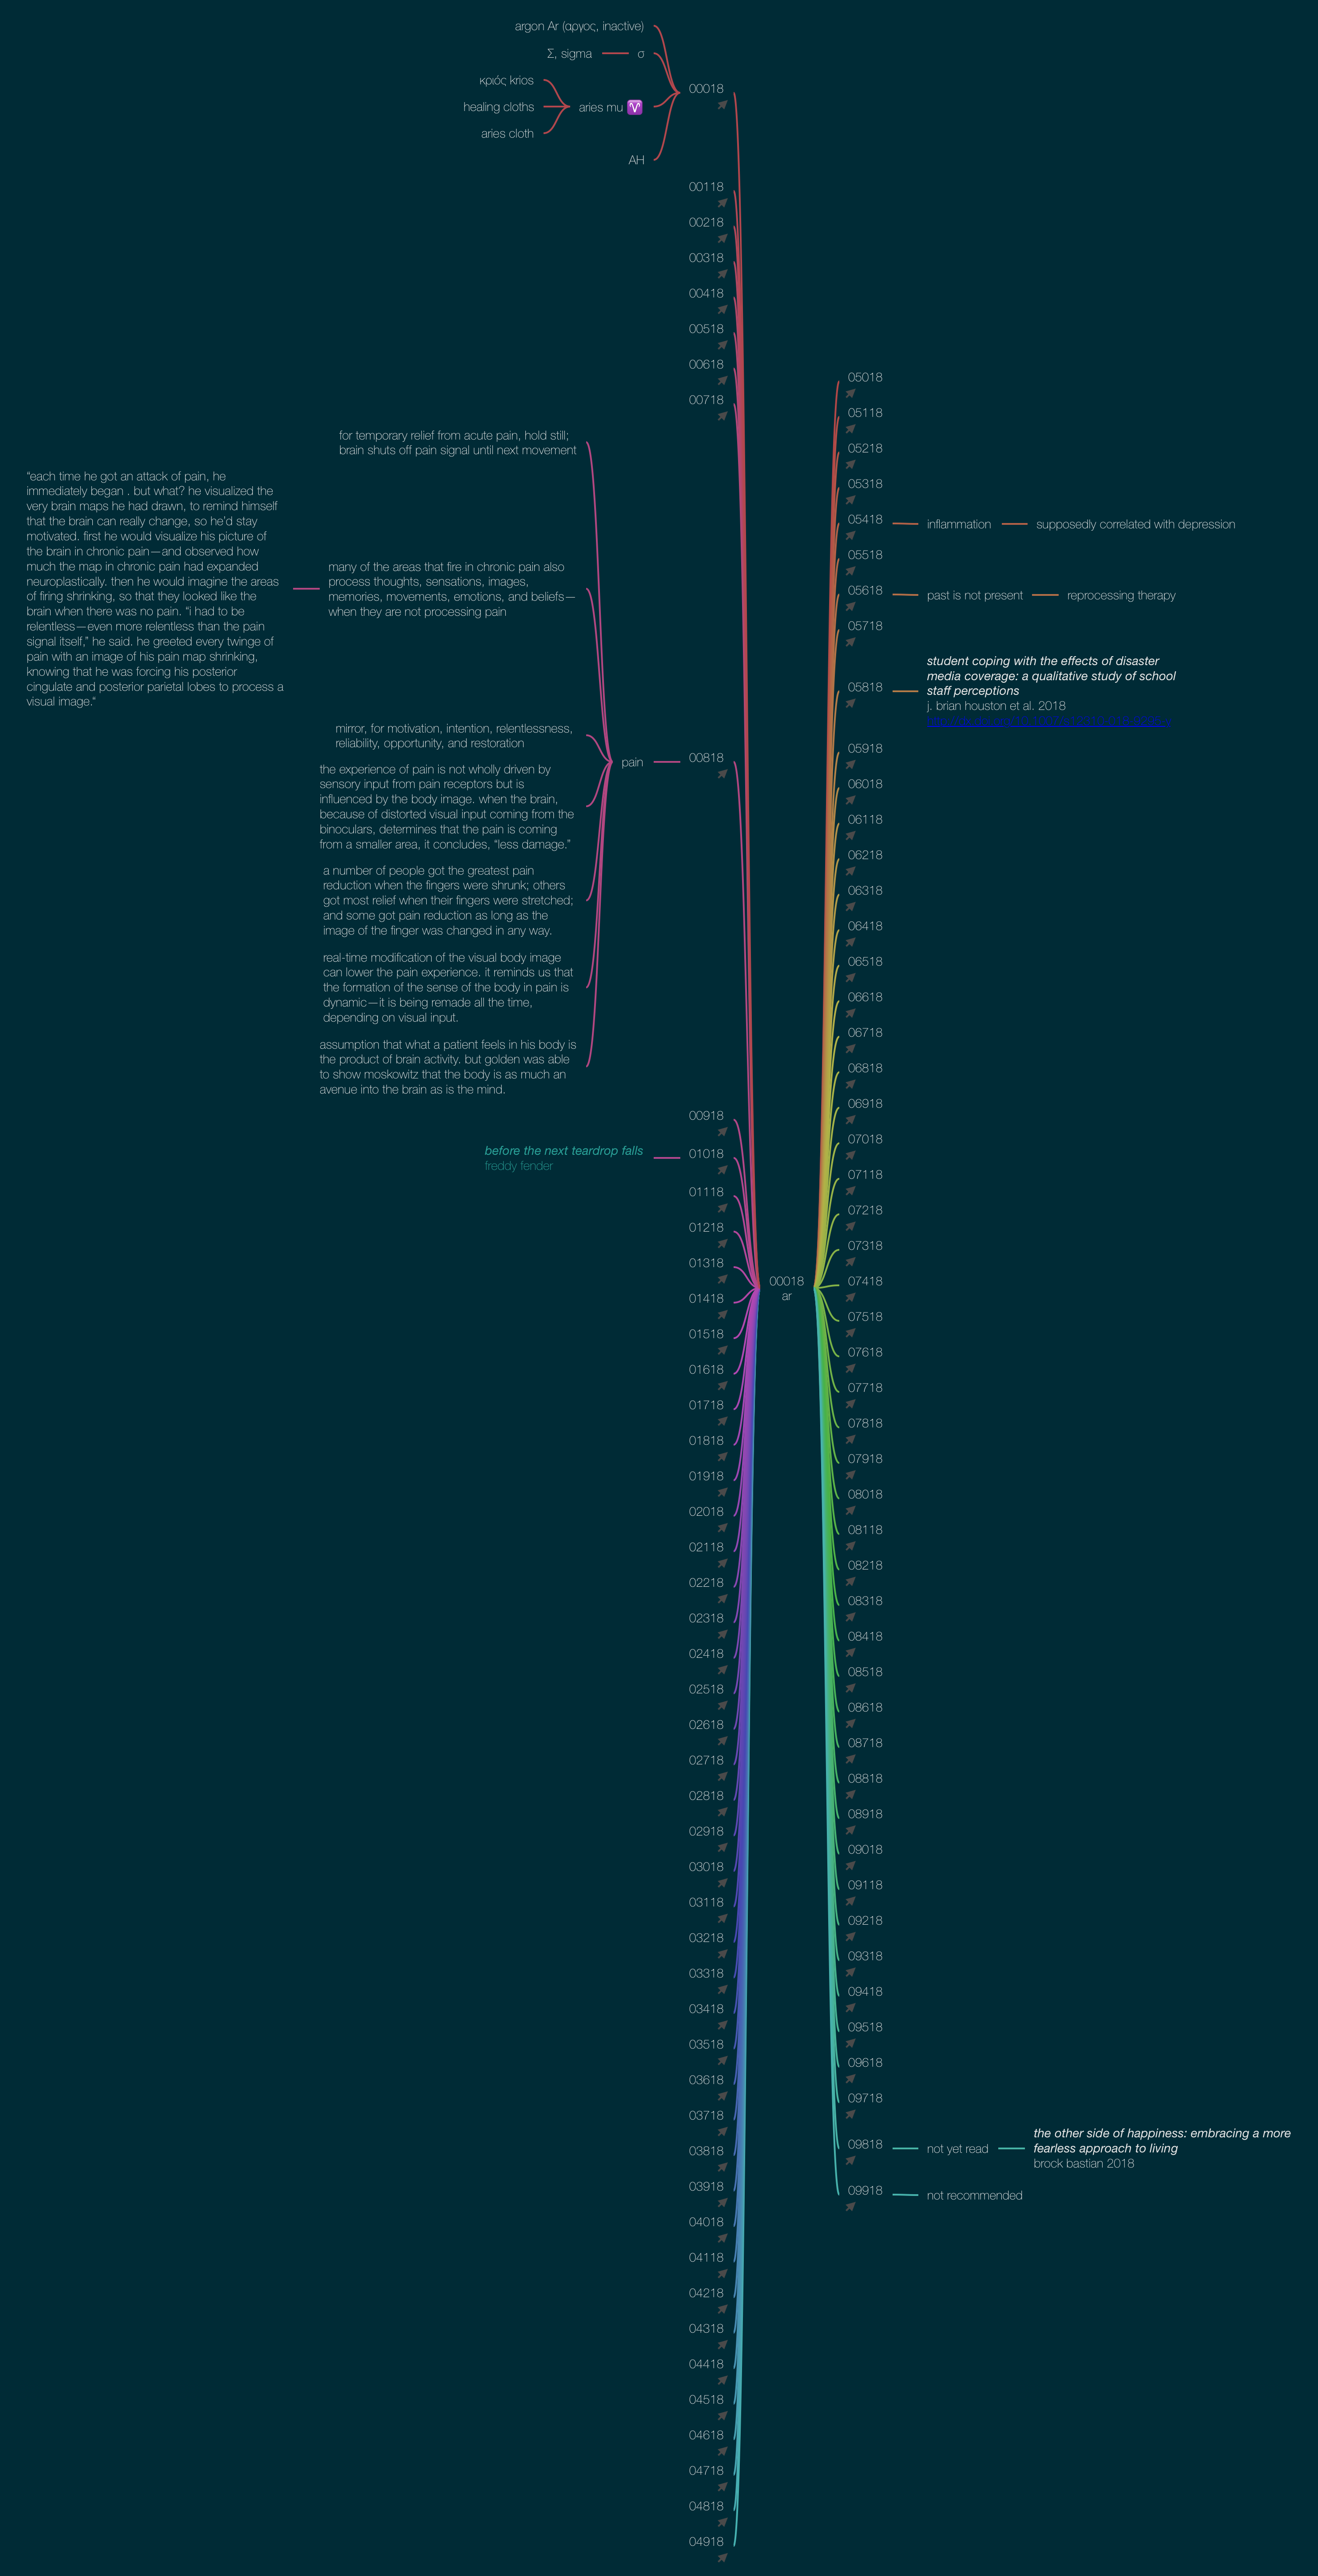 argon Ar (αργος, inactive)
Σ, sigma
σ
κριός krios
healing cloths
aries cloth
aries mu ♈
AH
00018
00118
00218
00318
00418
00518
00618
00718
for temporary relief from acute pain, hold still;
brain shuts off pain signal until next movement
“each time he got an attack of pain, he
immediately began . but what? he visualized the
very brain maps he had drawn, to remind himself
that the brain can really change, so he’d stay
motivated. first he would visualize his picture of
the brain in chronic pain—and observed how
much the map in chronic pain had expanded
neuroplastically. then he would imagine the areas
of firing shrinking, so that they looked like the
brain when there was no pain. “i had to be
relentless—even more relentless than the pain
signal itself,” he said. he greeted every twinge of
pain with an image of his pain map shrinking,
knowing that he was forcing his posterior
cingulate and posterior parietal lobes to process a
visual image.“
many of the areas that fire in chronic pain also
process thoughts, sensations, images,
memories, movements, emotions, and beliefs—
when they are not processing pain
mirror, for motivation, intention, relentlessness,
reliability, opportunity, and restoration
the experience of pain is not wholly driven by
sensory input from pain receptors but is
influenced by the body image. when the brain,
because of distorted visual input coming from the
binoculars, determines that the pain is coming
from a smaller area, it concludes, “less damage.”
a number of people got the greatest pain
reduction when the fingers were shrunk; others
got most relief when their fingers were stretched;
and some got pain reduction as long as the
image of the finger was changed in any way.
real-time modification of the visual body image
can lower the pain experience. it reminds us that
the formation of the sense of the body in pain is
dynamic—it is being remade all the time,
depending on visual input.
assumption that what a patient feels in his body is
the product of brain activity. but golden was able
to show moskowitz that the body is as much an
avenue into the brain as is the mind.
pain
00818
00918
before the next teardrop falls
freddy fender
01018
01118
01218
01318
01418
01518
01618
01718
01818
01918
02018
02118
02218
02318
02418
02518
02618
02718
02818
02918
03018
03118
03218
03318
03418
03518
03618
03718
03818
03918
04018
04118
04218
04318
04418
04518
04618
04718
04818
04918
00018
ar
05018
05118
05218
05318
05418
inflammation
supposedly correlated with depression
05518
05618
past is not present
reprocessing therapy
05718
05818
student coping with the effects of disaster
media coverage: a qualitative study of school
staff perceptions
j. brian houston et al. 2018
05918
06018
06118
06218
06318
06418
06518
06618
06718
06818
06918
07018
07118
07218
07318
07418
07518
07618
07718
07818
07918
08018
08118
08218
08318
08418
08518
08618
08718
08818
08918
09018
09118
09218
09318
09418
09518
09618
09718
09818
not yet read
the other side of happiness: embracing a more
fearless approach to living
brock bastian 2018
09918
not recommended